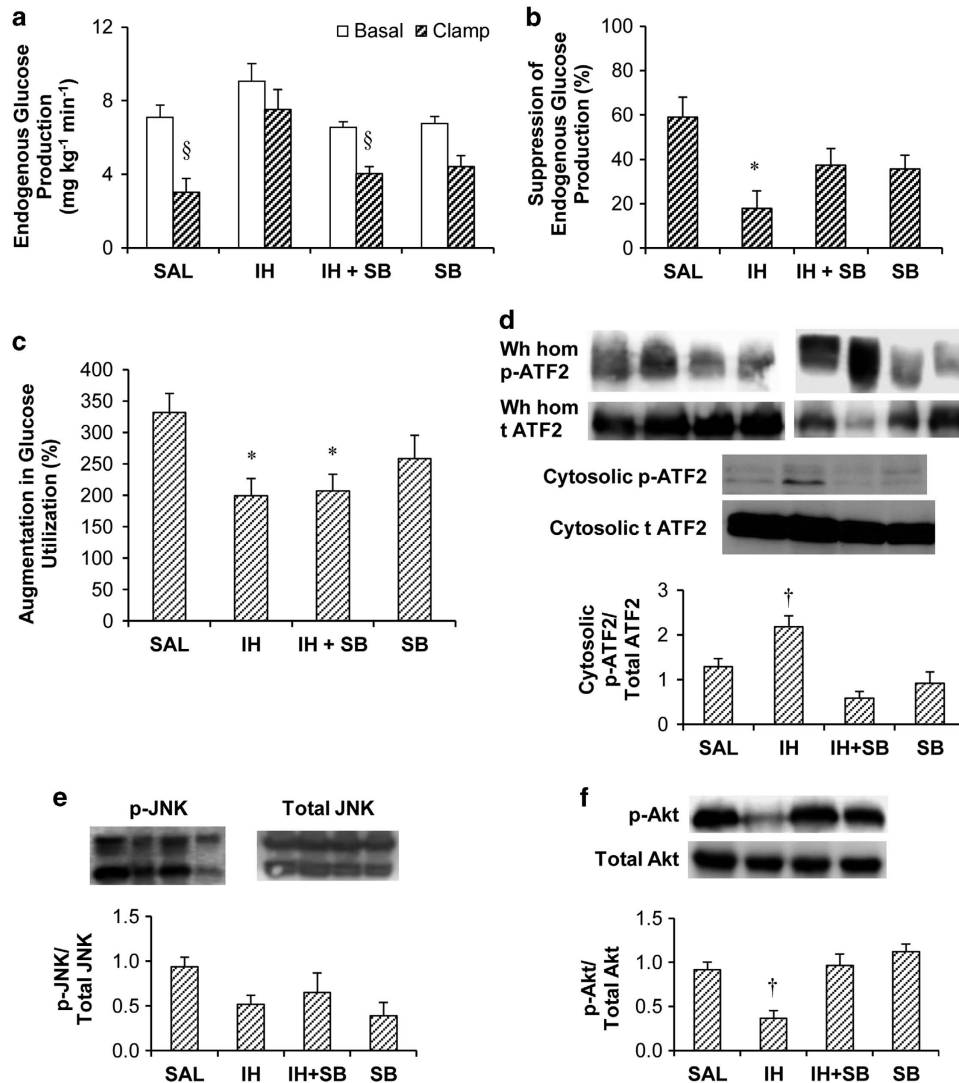 a
Endogenous Glucose
Production
(mg kg⁻¹ min⁻¹)
12
8
4
0
Basal
Clamp
§
§
SAL
IH
IH + SB
SB
b
Suppression of
Endogenous Glucose
Production (%)
100
80
60
40
20
0
*
SAL
IH
IH + SB
SB
c
Augmentation in Glucose
Utilization (%)
400
350
300
250
200
150
100
50
0
*
*
SAL
IH
IH + SB
SB
d
Wh hom
p-ATF2
Wh hom
t ATF2
Cytosolic p-ATF2
Cytosolic t ATF2
Cytosolic
p-ATF2/
Total ATF2
3
2
1
0
†
SAL
IH
IH+SB
SB
e
p-JNK
Total JNK
p-JNK/
Total JNK
1.5
1.0
0.5
0.0
SAL
IH
IH+SB
SB
f
p-Akt
Total Akt
p-Akt/
Total Akt
1.5
1.0
0.5
0.0
†
SAL
IH
IH+SB
SB